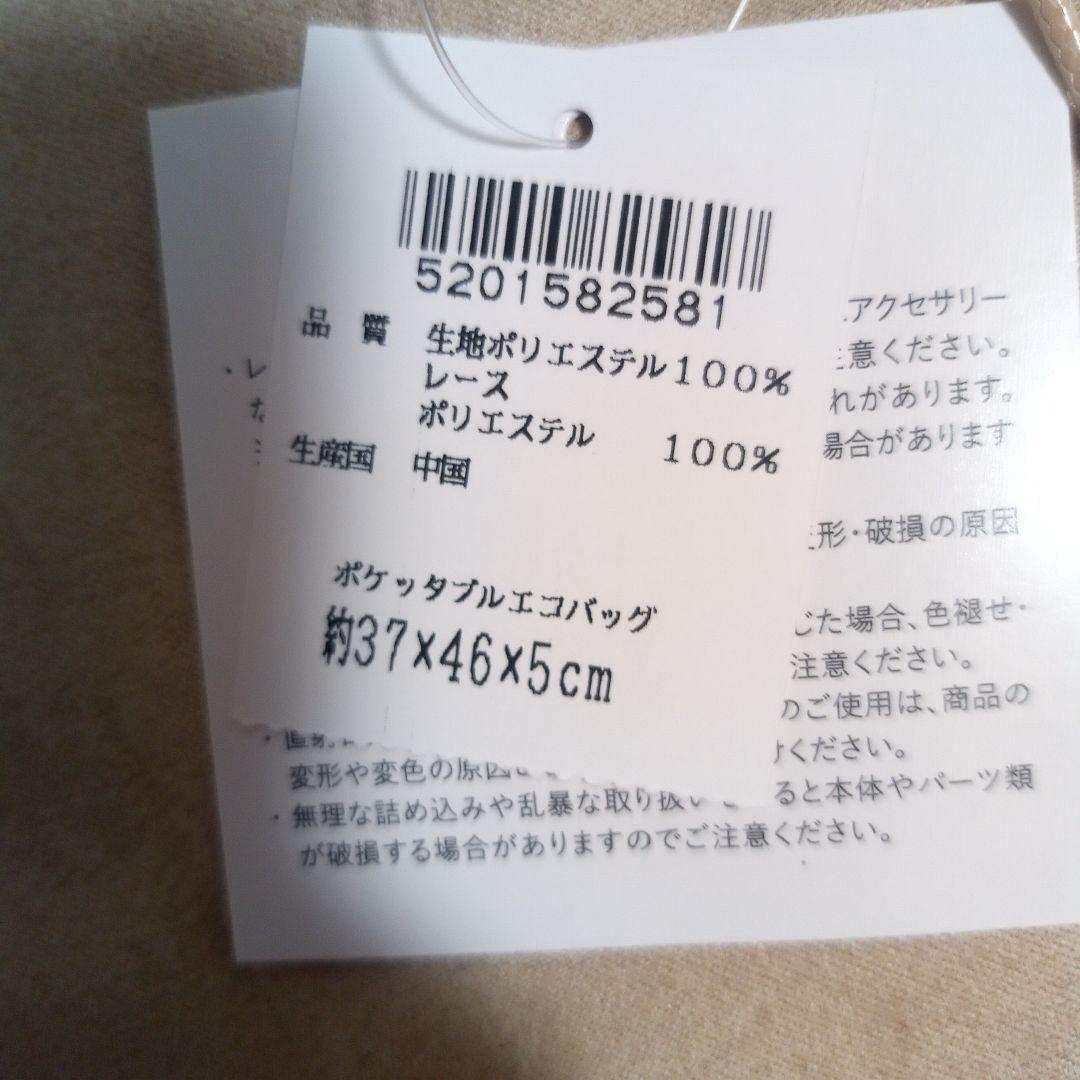 5201582581
品 質 生地ポリエステル100%
レース
ポリエステル 100%
生産国 中国
ポケッタブルエコバッグ
約37×46×5cm
アクセサリー
意ください。
れがあります。
場合があります
形・破損の原因
じた場合、色褪せ・
注意ください。
のご使用は、商品の
ください。
変形や変色の原因
・無理な詰め込みや乱暴な取り扱い ると本体やパーツ類
が破損する場合がありますのでご注意ください。